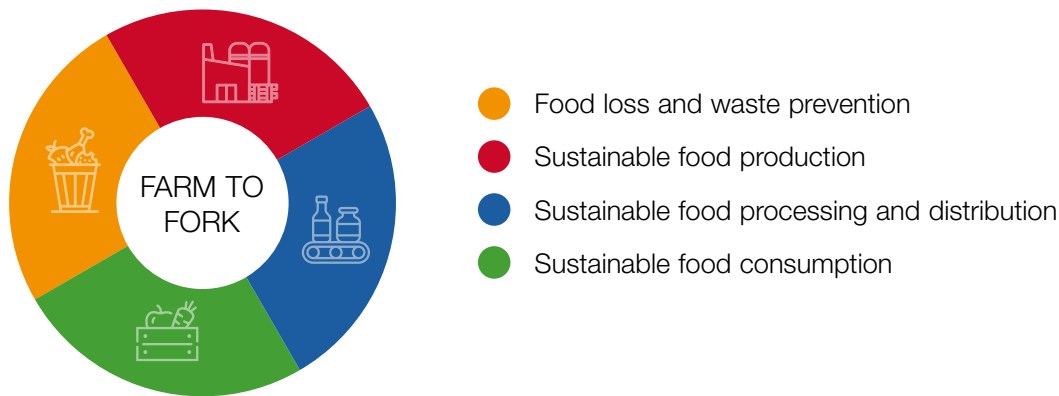 FARM TO
FORK
Food loss and waste prevention
Sustainable food production
Sustainable food processing and distribution
Sustainable food consumption